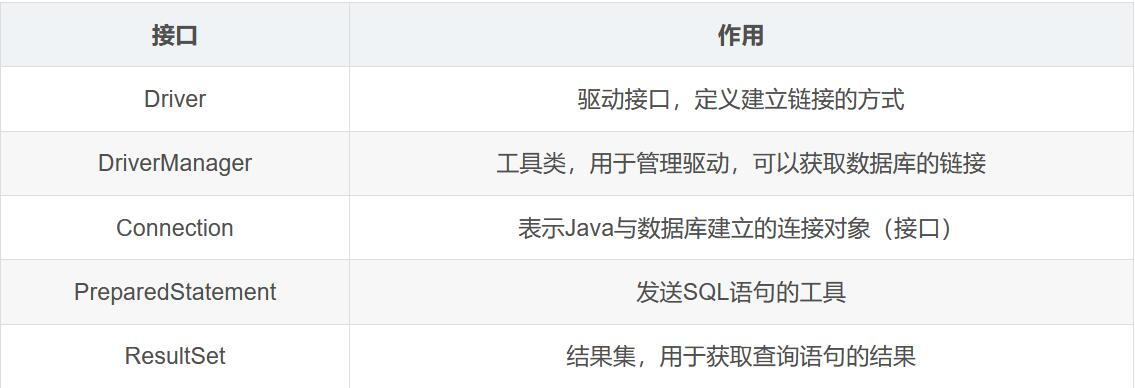 接口 作用
Driver 驱动接口，定义建立链接的方式
DriverManager 工具类，用于管理驱动，可以获取数据库的链接
Connection 表示Java与数据库建立的连接对象（接口）
PreparedStatement 发送SQL语句的工具
ResultSet 结果集，用于获取查询语句的结果